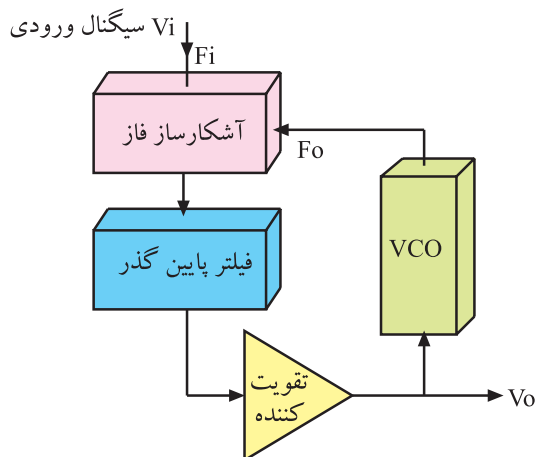 سیگنال ورودی Vi
Fi
آشکارساز فاز
Fo
فیلتر پایین گذر
VCO
تقویت
کننده
Vo